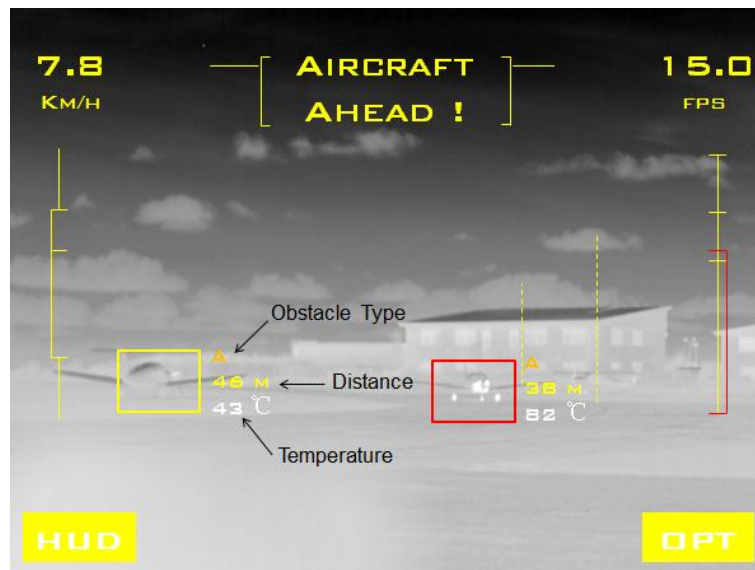 7.8
KM/H
AIRCRAFT
AHEAD !
15.0
FPS
Obstacle Type
A
46 M
Distance
43 ℃
Temperature
A
38 M
82 ℃
HUD
OPT